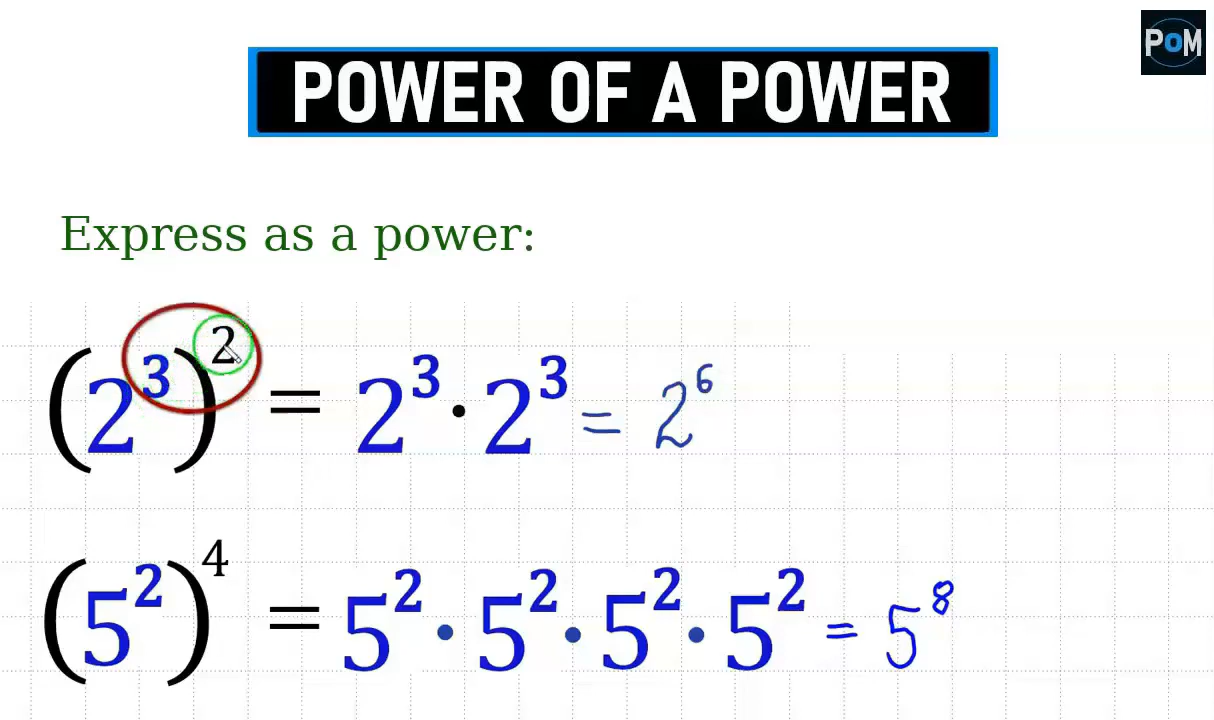 PoM
POWER OF A POWER
Express as a power:
(2³)² = 2³ · 2³ = 2⁶
(5²)⁴ = 5² · 5² · 5² · 5² = 5⁸